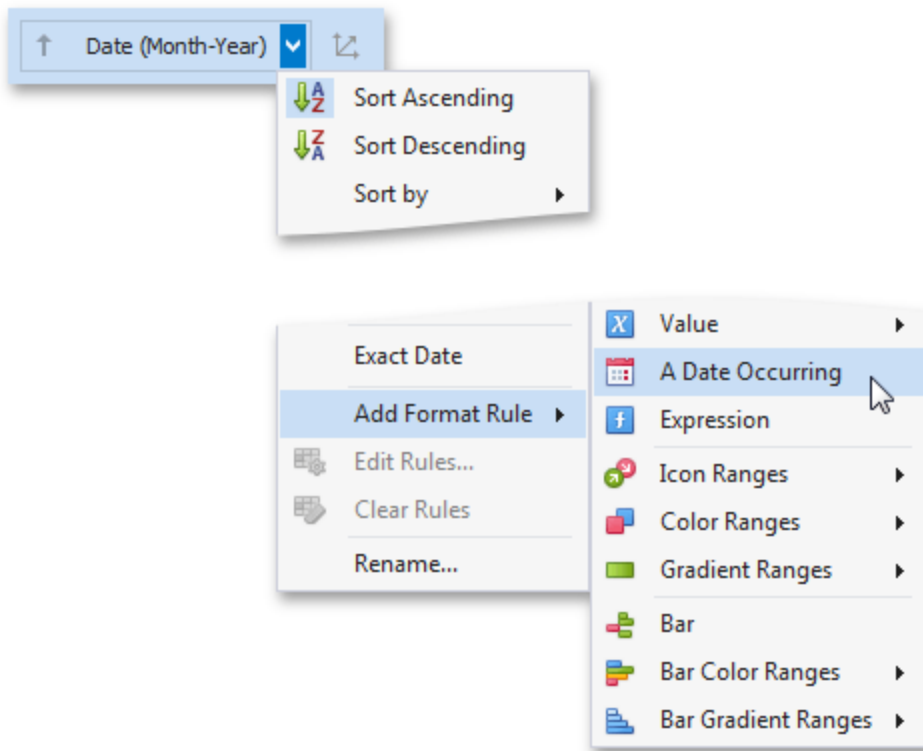 Date (Month-Year)
Sort Ascending
Sort Descending
Sort by
Exact Date
Add Format Rule
Edit Rules...
Clear Rules
Rename...
Value
A Date Occurring
Expression
Icon Ranges
Color Ranges
Gradient Ranges
Bar
Bar Color Ranges
Bar Gradient Ranges